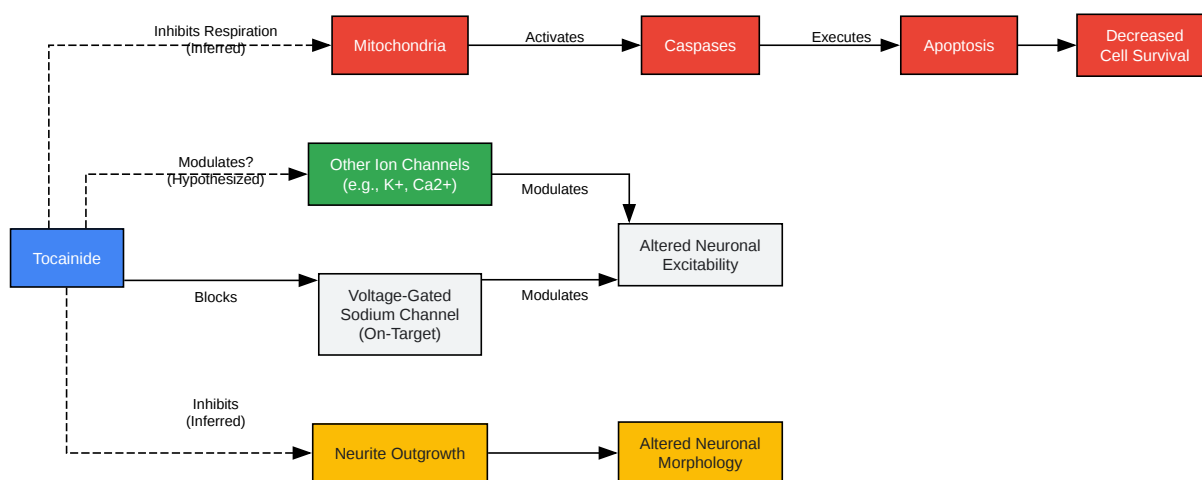 Inhibits Respiration
(Inferred)
Mitochondria
Activates
Caspases
Executes
Apoptosis
Decreased
Cell Survival
Modulates?
(Hypothesized)
Other Ion Channels
(e.g., K+, Ca2+)
Modulates
Altered Neuronal
Excitability
Tocainide
Blocks
Voltage-Gated
Sodium Channel
(On-Target)
Modulates
Inhibits
(Inferred)
Neurite Outgrowth
Altered Neuronal
Morphology